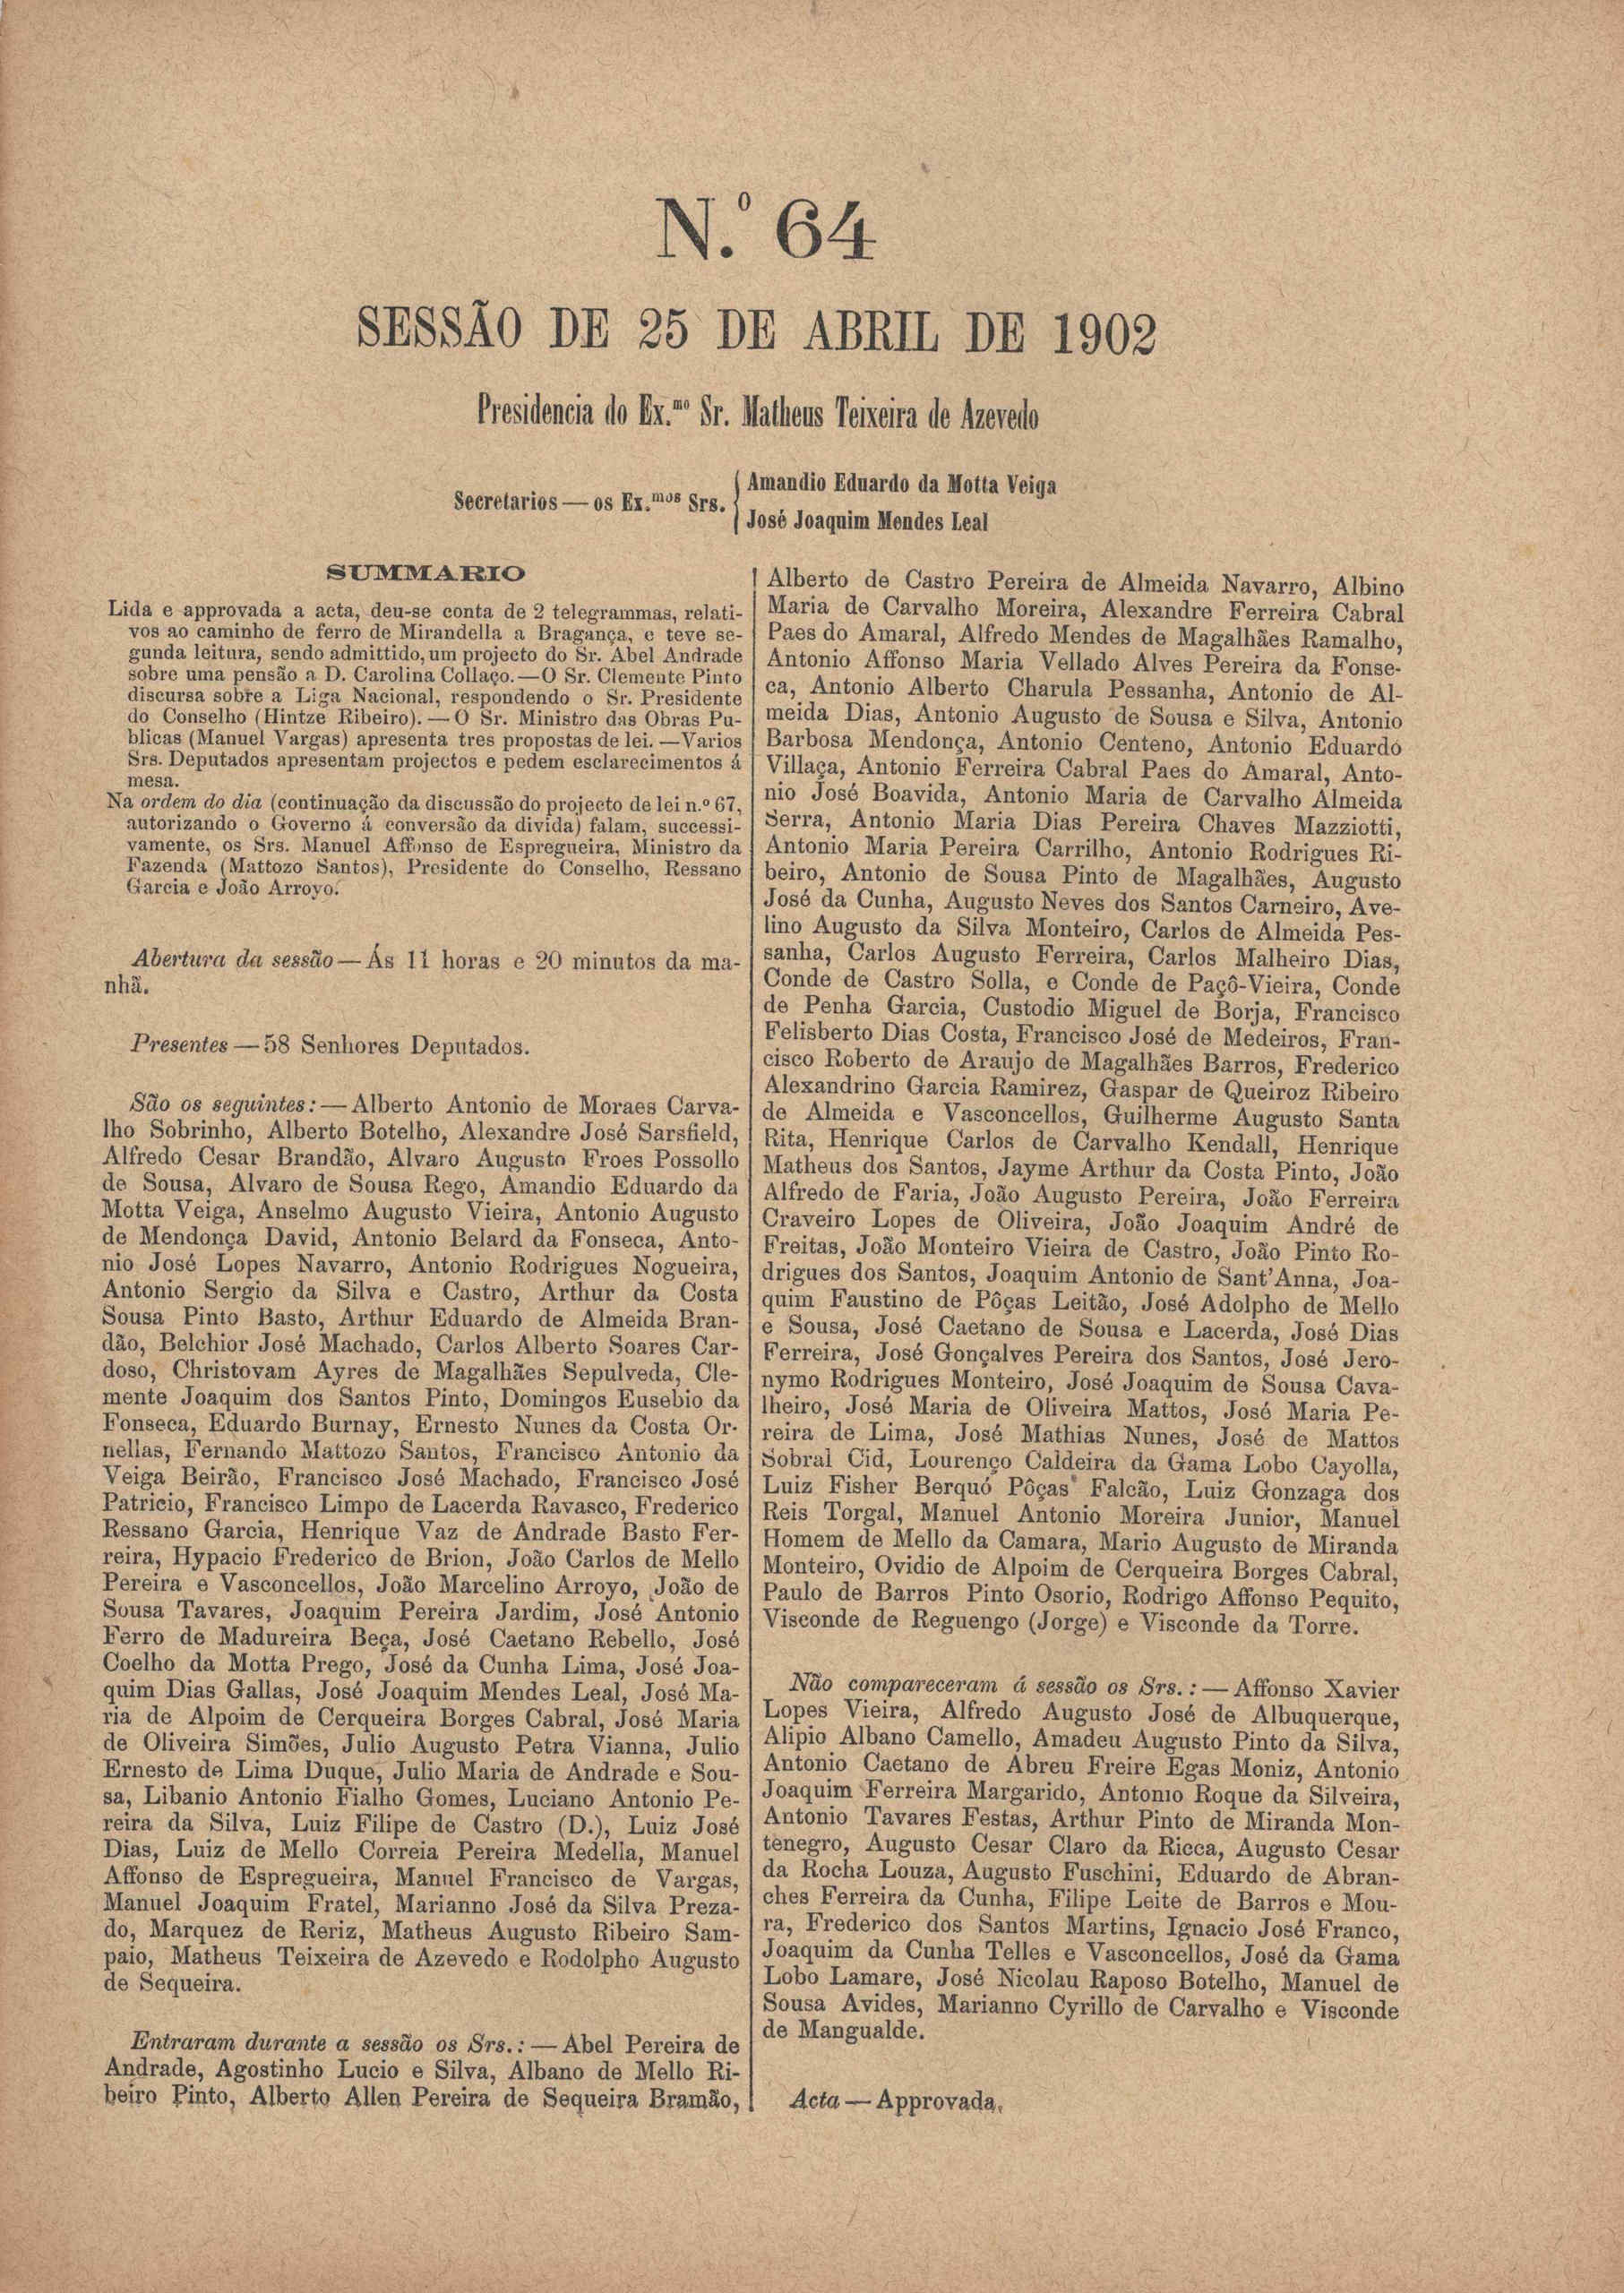 N.º 64
SESSÃO DE 25 DE ABRIL DE 1902
Presidencia do Ex.mo Sr. Matheus Teixeira de Azevedo
Secretarios — os Ex.mos Srs.
Amandio Eduardo da Motta Veiga
José Joaquim Mendes Leal
SUMMARIO
Lida e approvada a acta, deu-se conta de 2 telegrammas, relati-
vos ao caminho de ferro de Mirandella a Bragança, e teve se-
gunda leitura, sendo admittido, um projecto do Sr. Abel Andrade
sobre uma pensão a D. Carolina Collaço. — O Sr. Clemente Pinto
discursa sobre a Liga Nacional, respondendo o Sr. Presidente
do Conselho (Hintze Ribeiro). — O Sr. Ministro das Obras Pu-
blicas (Manuel Vargas) apresenta tres propostas de lei. — Varios
Srs. Deputados apresentam projectos e pedem esclarecimentos á
mesa.
Na ordem do dia (continuação da discussão do projecto de lei n.º 67,
autorizando o Governo á conversão da divida) falam, successi-
vamente, os Srs. Manuel Affonso de Espregueira, Ministro da
Fazenda (Mattozo Santos), Presidente do Conselho, Ressano
Garcia e João Arroyo.
Abertura da sessão — Ás 11 horas e 20 minutos da ma-
nhã.
Presentes — 58 Senhores Deputados.
São os seguintes: — Alberto Antonio de Moraes Carva-
lho Sobrinho, Alberto Botelho, Alexandre José Sarsfield,
Alfredo Cesar Brandão, Alvaro Augusto Froes Possollo
de Sousa, Alvaro de Sousa Rego, Amandio Eduardo da
Motta Veiga, Anselmo Augusto Vieira, Antonio Augusto
de Mendonça David, Antonio Belard da Fonseca, Anto-
nio José Lopes Navarro, Antonio Rodrigues Nogueira,
Antonio Sergio da Silva e Castro, Arthur da Costa
Sousa Pinto Basto, Arthur Eduardo de Almeida Bran-
dão, Belchior José Machado, Carlos Alberto Soares Car-
doso, Christovam Ayres de Magalhães Sepulveda, Cle-
mente Joaquim dos Santos Pinto, Domingos Eusebio da
Fonseca, Eduardo Burnay, Ernesto Nunes da Costa Or-
nellas, Fernando Mattozo Santos, Francisco Antonio da
Veiga Beirão, Francisco José Machado, Francisco José
Patricio, Francisco Limpo de Lacerda Ravasco, Frederico
Ressano Garcia, Henrique Vaz de Andrade Basto Fer-
reira, Hypacio Frederico de Brion, João Carlos de Mello
Pereira e Vasconcellos, João Marcelino Arroyo, João de
Sousa Tavares, Joaquim Pereira Jardim, José Antonio
Ferro de Madureira Beça, José Caetano Rebello, José
Coelho da Motta Prego, José da Cunha Lima, José Joa-
quim Dias Gallas, José Joaquim Mendes Leal, José Ma-
ria de Alpoim de Cerqueira Borges Cabral, José Maria
de Oliveira Simões, Julio Augusto Petra Vianna, Julio
Ernesto de Lima Duque, Julio Maria de Andrade e Sou-
sa, Libanio Antonio Fialho Gomes, Luciano Antonio Pe-
reira da Silva, Luiz Filipe de Castro (D.), Luiz José
Dias, Luiz de Mello Correia Pereira Medella, Manuel
Affonso de Espregueira, Manuel Francisco de Vargas,
Manuel Joaquim Fratel, Marianno José da Silva Preza-
do, Marquez de Reriz, Matheus Augusto Ribeiro Sam-
paio, Matheus Teixeira de Azevedo e Rodolpho Augusto
de Sequeira.
Entraram durante a sessão os Srs.: — Abel Pereira de
Andrade, Agostinho Lucio e Silva, Albano de Mello Ri-
beiro Pinto, Alberto Allen Pereira de Sequeira Bramão,
Alberto de Castro Pereira de Almeida Navarro, Albino
Maria de Carvalho Moreira, Alexandre Ferreira Cabral
Paes do Amaral, Alfredo Mendes de Magalhães Ramalho,
Antonio Affonso Maria Vellado Alves Pereira da Fonse-
ca, Antonio Alberto Charula Pessanha, Antonio de Al-
meida Dias, Antonio Augusto de Sousa e Silva, Antonio
Barbosa Mendonça, Antonio Centeno, Antonio Eduardo
Villaça, Antonio Ferreira Cabral Paes do Amaral, Anto-
nio José Boavida, Antonio Maria de Carvalho Almeida
Serra, Antonio Maria Dias Pereira Chaves Mazziotti,
Antonio Maria Pereira Carrilho, Antonio Rodrigues Ri-
beiro, Antonio de Sousa Pinto de Magalhães, Augusto
José da Cunha, Augusto Neves dos Santos Carneiro, Ave-
lino Augusto da Silva Monteiro, Carlos de Almeida Pes-
sanha, Carlos Augusto Ferreira, Carlos Malheiro Dias,
Conde de Castro Solla, e Conde de Paçô-Vieira, Conde
de Penha Garcia, Custodio Miguel de Borja, Francisco
Felisberto Dias Costa, Francisco José de Medeiros, Fran-
cisco Roberto de Araujo de Magalhães Barros, Frederico
Alexandrino Garcia Ramirez, Gaspar de Queiroz Ribeiro
de Almeida e Vasconcellos, Guilherme Augusto Santa
Rita, Henrique Carlos de Carvalho Kendall, Henrique
Matheus dos Santos, Jayme Arthur da Costa Pinto, João
Alfredo de Faria, João Augusto Pereira, João Ferreira
Craveiro Lopes de Oliveira, João Joaquim André de
Freitas, João Monteiro Vieira de Castro, João Pinto Ro-
drigues dos Santos, Joaquim Antonio de Sant'Anna, Joa-
quim Faustino de Pôças Leitão, José Adolpho de Mello
e Sousa, José Caetano de Sousa e Lacerda, José Dias
Ferreira, José Gonçalves Pereira dos Santos, José Jero-
nymo Rodrigues Monteiro, José Joaquim de Sousa Cava-
lheiro, José Maria de Oliveira Mattos, José Maria Pe-
reira de Lima, José Mathias Nunes, José de Mattos
Sobral Cid, Lourenço Caldeira da Gama Lobo Cayolla,
Luiz Fisher Berquó Pôças Falcão, Luiz Gonzaga dos
Reis Torgal, Manuel Antonio Moreira Junior, Manuel
Homem de Mello da Camara, Mario Augusto de Miranda
Monteiro, Ovidio de Alpoim de Cerqueira Borges Cabral,
Paulo de Barros Pinto Osorio, Rodrigo Affonso Pequito,
Visconde de Reguengo (Jorge) e Visconde da Torre.
Não compareceram á sessão os Srs.: — Affonso Xavier
Lopes Vieira, Alfredo Augusto José de Albuquerque,
Alipio Albano Camello, Amadeu Augusto Pinto da Silva,
Antonio Caetano de Abreu Freire Egas Moniz, Antonio
Joaquim Ferreira Margarido, Antonio Roque da Silveira,
Antonio Tavares Festas, Arthur Pinto de Miranda Mon-
tenegro, Augusto Cesar Claro da Ricca, Augusto Cesar
da Rocha Louza, Augusto Fuschini, Eduardo de Abran-
ches Ferreira da Cunha, Filipe Leite de Barros e Mou-
ra, Frederico dos Santos Martins, Ignacio José Franco,
Joaquim da Cunha Telles e Vasconcellos, José da Gama
Lobo Lamare, José Nicolau Raposo Botelho, Manuel de
Sousa Avides, Marianno Cyrillo de Carvalho e Visconde
de Mangualde.
Acta — Approvada.